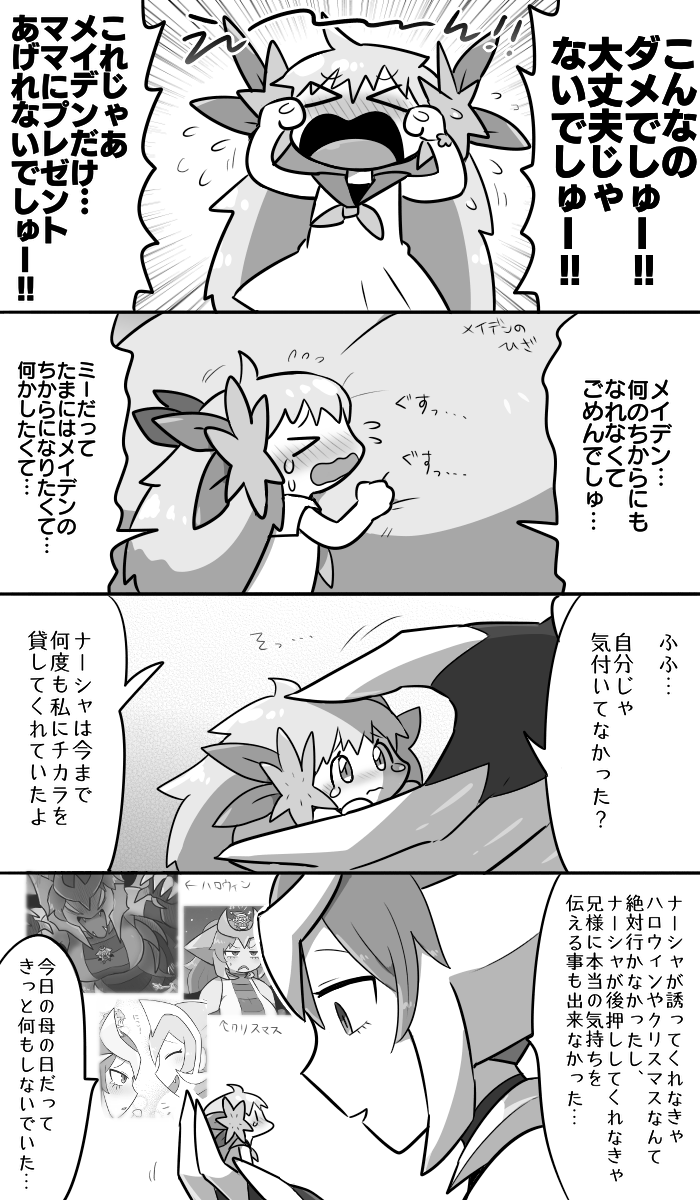 こんなの
ダメでしゅー!!
大丈夫じゃ
ないでしゅー!!
これじゃあ
メイデンだけ…
ママにプレゼント
あげれないでしゅー!!
メイデンの
ひざ
メイデン…
何のちからにも
なれなくて
ごめんでしゅ…
ぐすっ‥‥
ぐすっ‥‥
ミーだって
たまにはメイデンの
ちからになりたくて…
何かしたくて…
ふふ…
自分じゃ
気付いてなかった?
そっ…
ナーシャは今まで
何度も私にチカラを
貸してくれていたよ
ナーシャが誘ってくれなきゃ
ハロウィンやクリスマスなんて
絶対行かなかったし、
ナーシャが後押ししてくれなきゃ
兄様に本当の気持ちを
伝える事も出来なかった…
←ハロウィン
↑クリスマス
今日の母の日だって
きっと何もしないでいた…